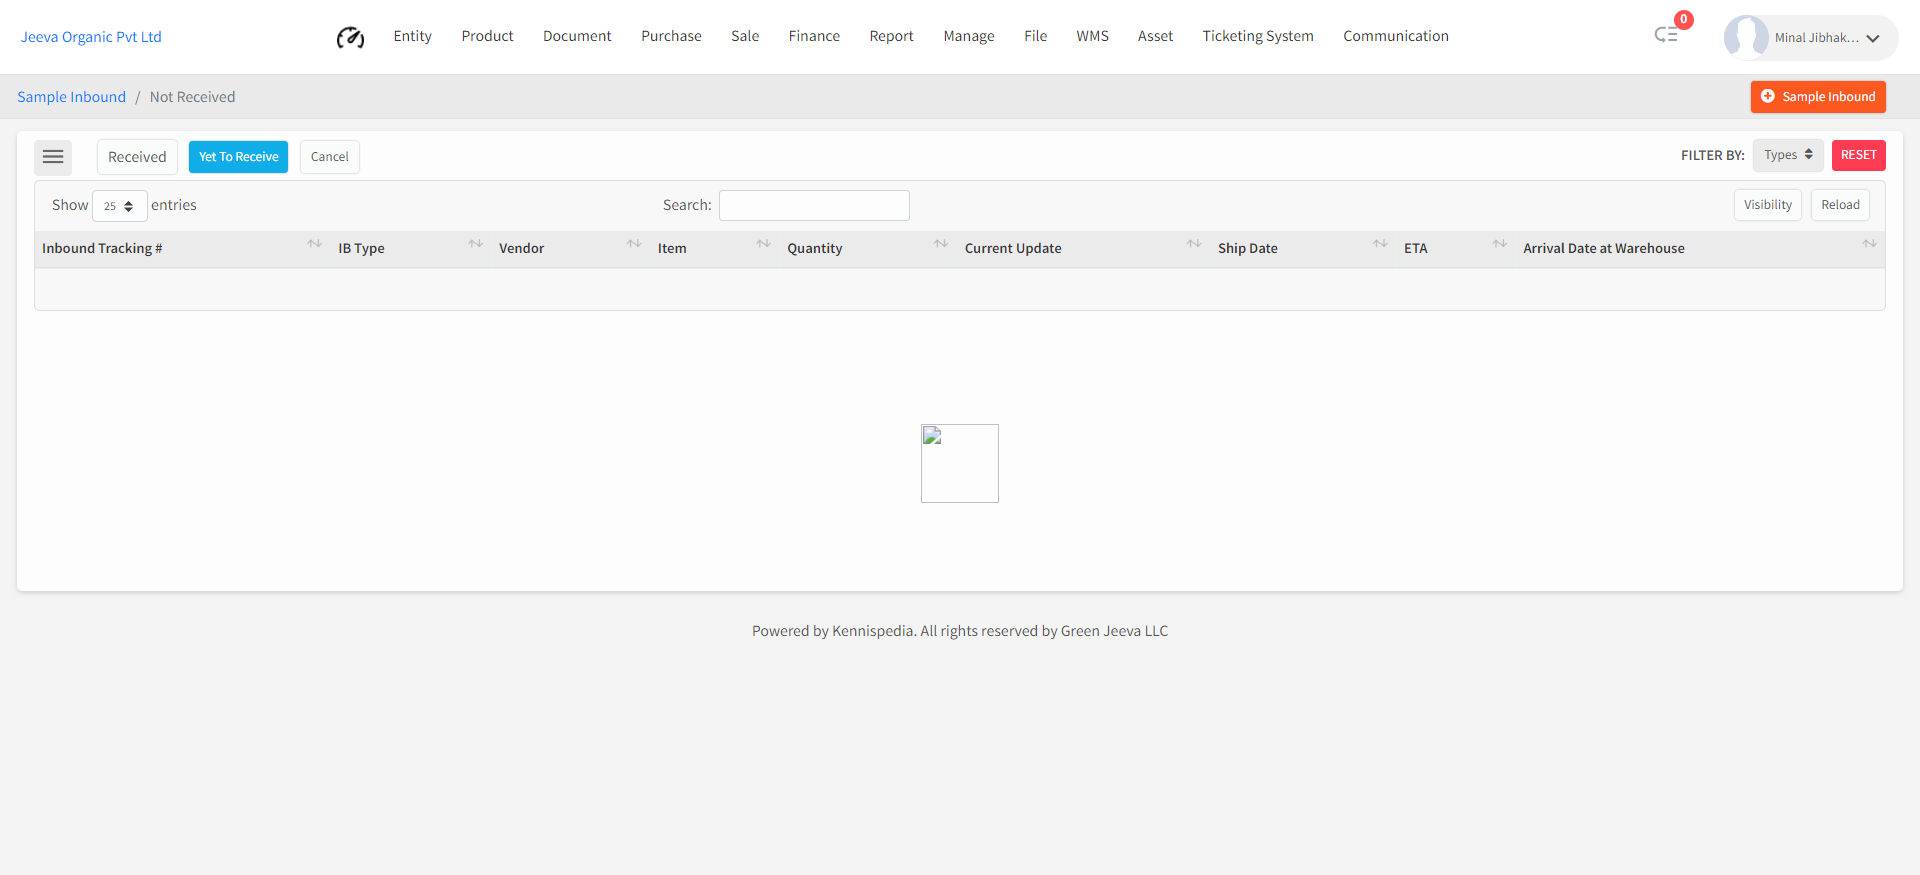 Jeeva Organic Pvt Ltd Entity Product Document Purchase Sale Finance Report Manage File WMS Asset Ticketing System Communication 0 Minal Jibhak...
Sample Inbound / Not Received Sample Inbound
Received Yet To Receive Cancel FILTER BY: Types RESET
Show 25 entries Search: Visibility Reload
Inbound Tracking # IB Type Vendor Item Quantity Current Update Ship Date ETA Arrival Date at Warehouse
Powered by Kennispedia. All rights reserved by Green Jeeva LLC